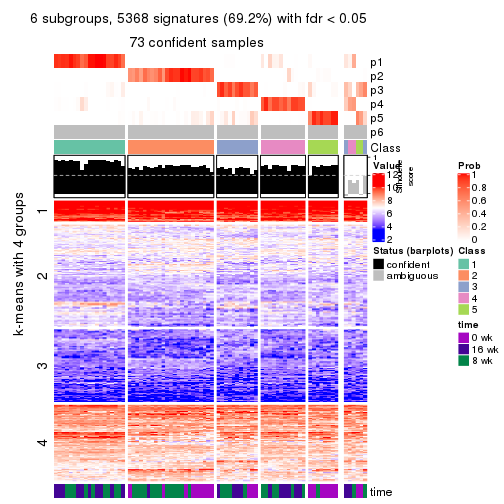 6 subgroups, 5368 signatures (69.2%) with fdr < 0.05
73 confident samples
p1
p2
p3
p4
p5
p6
Class
1
Silhouette
score
k-means with 4 groups
1
2
3
4
time
Value
12
10
8
6
4
2
Status (barplots)
confident
ambiguous
Prob
1
0.8
0.6
0.4
0.2
0
Class
1
2
3
4
5
time
0 wk
16 wk
8 wk